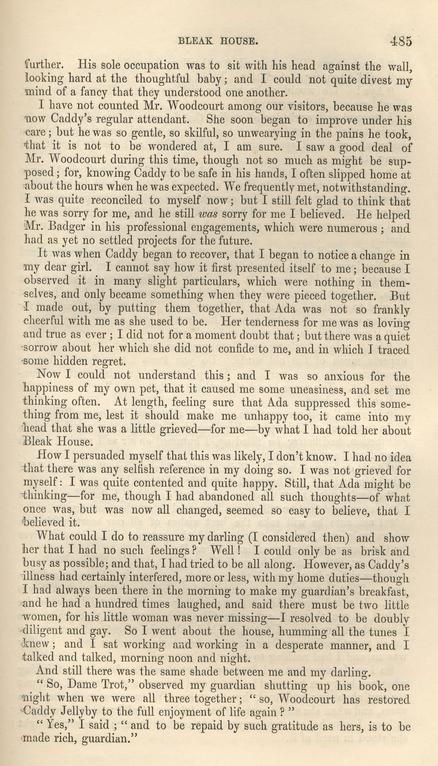 BLEAK HOUSE. 485
further. His sole occupation was to sit with his head against the wall,
looking hard at the thoughtful baby; and I could not quite divest my
mind of a fancy that they understood one another.
I have not counted Mr. Woodcourt among our visitors, because he was
now Caddy's regular attendant. She soon began to improve under his
care; but he was so gentle, so skilful, so unwearying in the pains he took,
that it is not to be wondered at, I am sure. I saw a good deal of
Mr. Woodcourt during this time, though not so much as might be sup-
posed; for, knowing Caddy to be safe in his hands, I often slipped home at
about the hours when he was expected. We frequently met, notwithstanding.
I was quite reconciled to myself now; but I still felt glad to think that
he was sorry for me, and he still was sorry for me I believed. He helped
Mr. Badger in his professional engagements, which were numerous; and
had as yet no settled projects for the future.
It was when Caddy began to recover, that I began to notice a change in
my dear girl. I cannot say how it first presented itself to me; because I
observed it in many slight particulars, which were nothing in them-
selves, and only became something when they were pieced together. But
I made out, by putting them together, that Ada was not so frankly
cheerful with me as she used to be. Her tenderness for me was as loving
and true as ever; I did not for a moment doubt that; but there was a quiet
sorrow about her which she did not confide to me, and in which I traced
some hidden regret.
Now I could not understand this; and I was so anxious for the
happiness of my own pet, that it caused me some uneasiness, and set me
thinking often. At length, feeling sure that Ada suppressed this some-
thing from me, lest it should make me unhappy too, it came into my
head that she was a little grieved—for me—by what I had told her about
Bleak House.
How I persuaded myself that this was likely, I don't know. I had no idea
that there was any selfish reference in my doing so. I was not grieved for
myself: I was quite contented and quite happy. Still, that Ada might be
thinking—for me, though I had abandoned all such thoughts—of what
once was, but was now all changed, seemed so easy to believe, that I
believed it.
What could I do to reassure my darling (I considered then) and show
her that I had no such feelings? Well! I could only be as brisk and
busy as possible; and that, I had tried to be all along. However, as Caddy's
illness had certainly interfered, more or less, with my home duties—though
I had always been there in the morning to make my guardian's breakfast,
and he had a hundred times laughed, and said there must be two little
women, for his little woman was never missing—I resolved to be doubly
diligent and gay. So I went about the house, humming all the tunes I
knew; and I sat working and working in a desperate manner, and I
talked and talked, morning noon and night.
And still there was the same shade between me and my darling.
"So, Dame Trot," observed my guardian shutting up his book, one
night when we were all three together; "so, Woodcourt has restored
Caddy Jellyby to the full enjoyment of life again?"
"Yes," I said; "and to be repaid by such gratitude as hers, is to be
made rich, guardian."